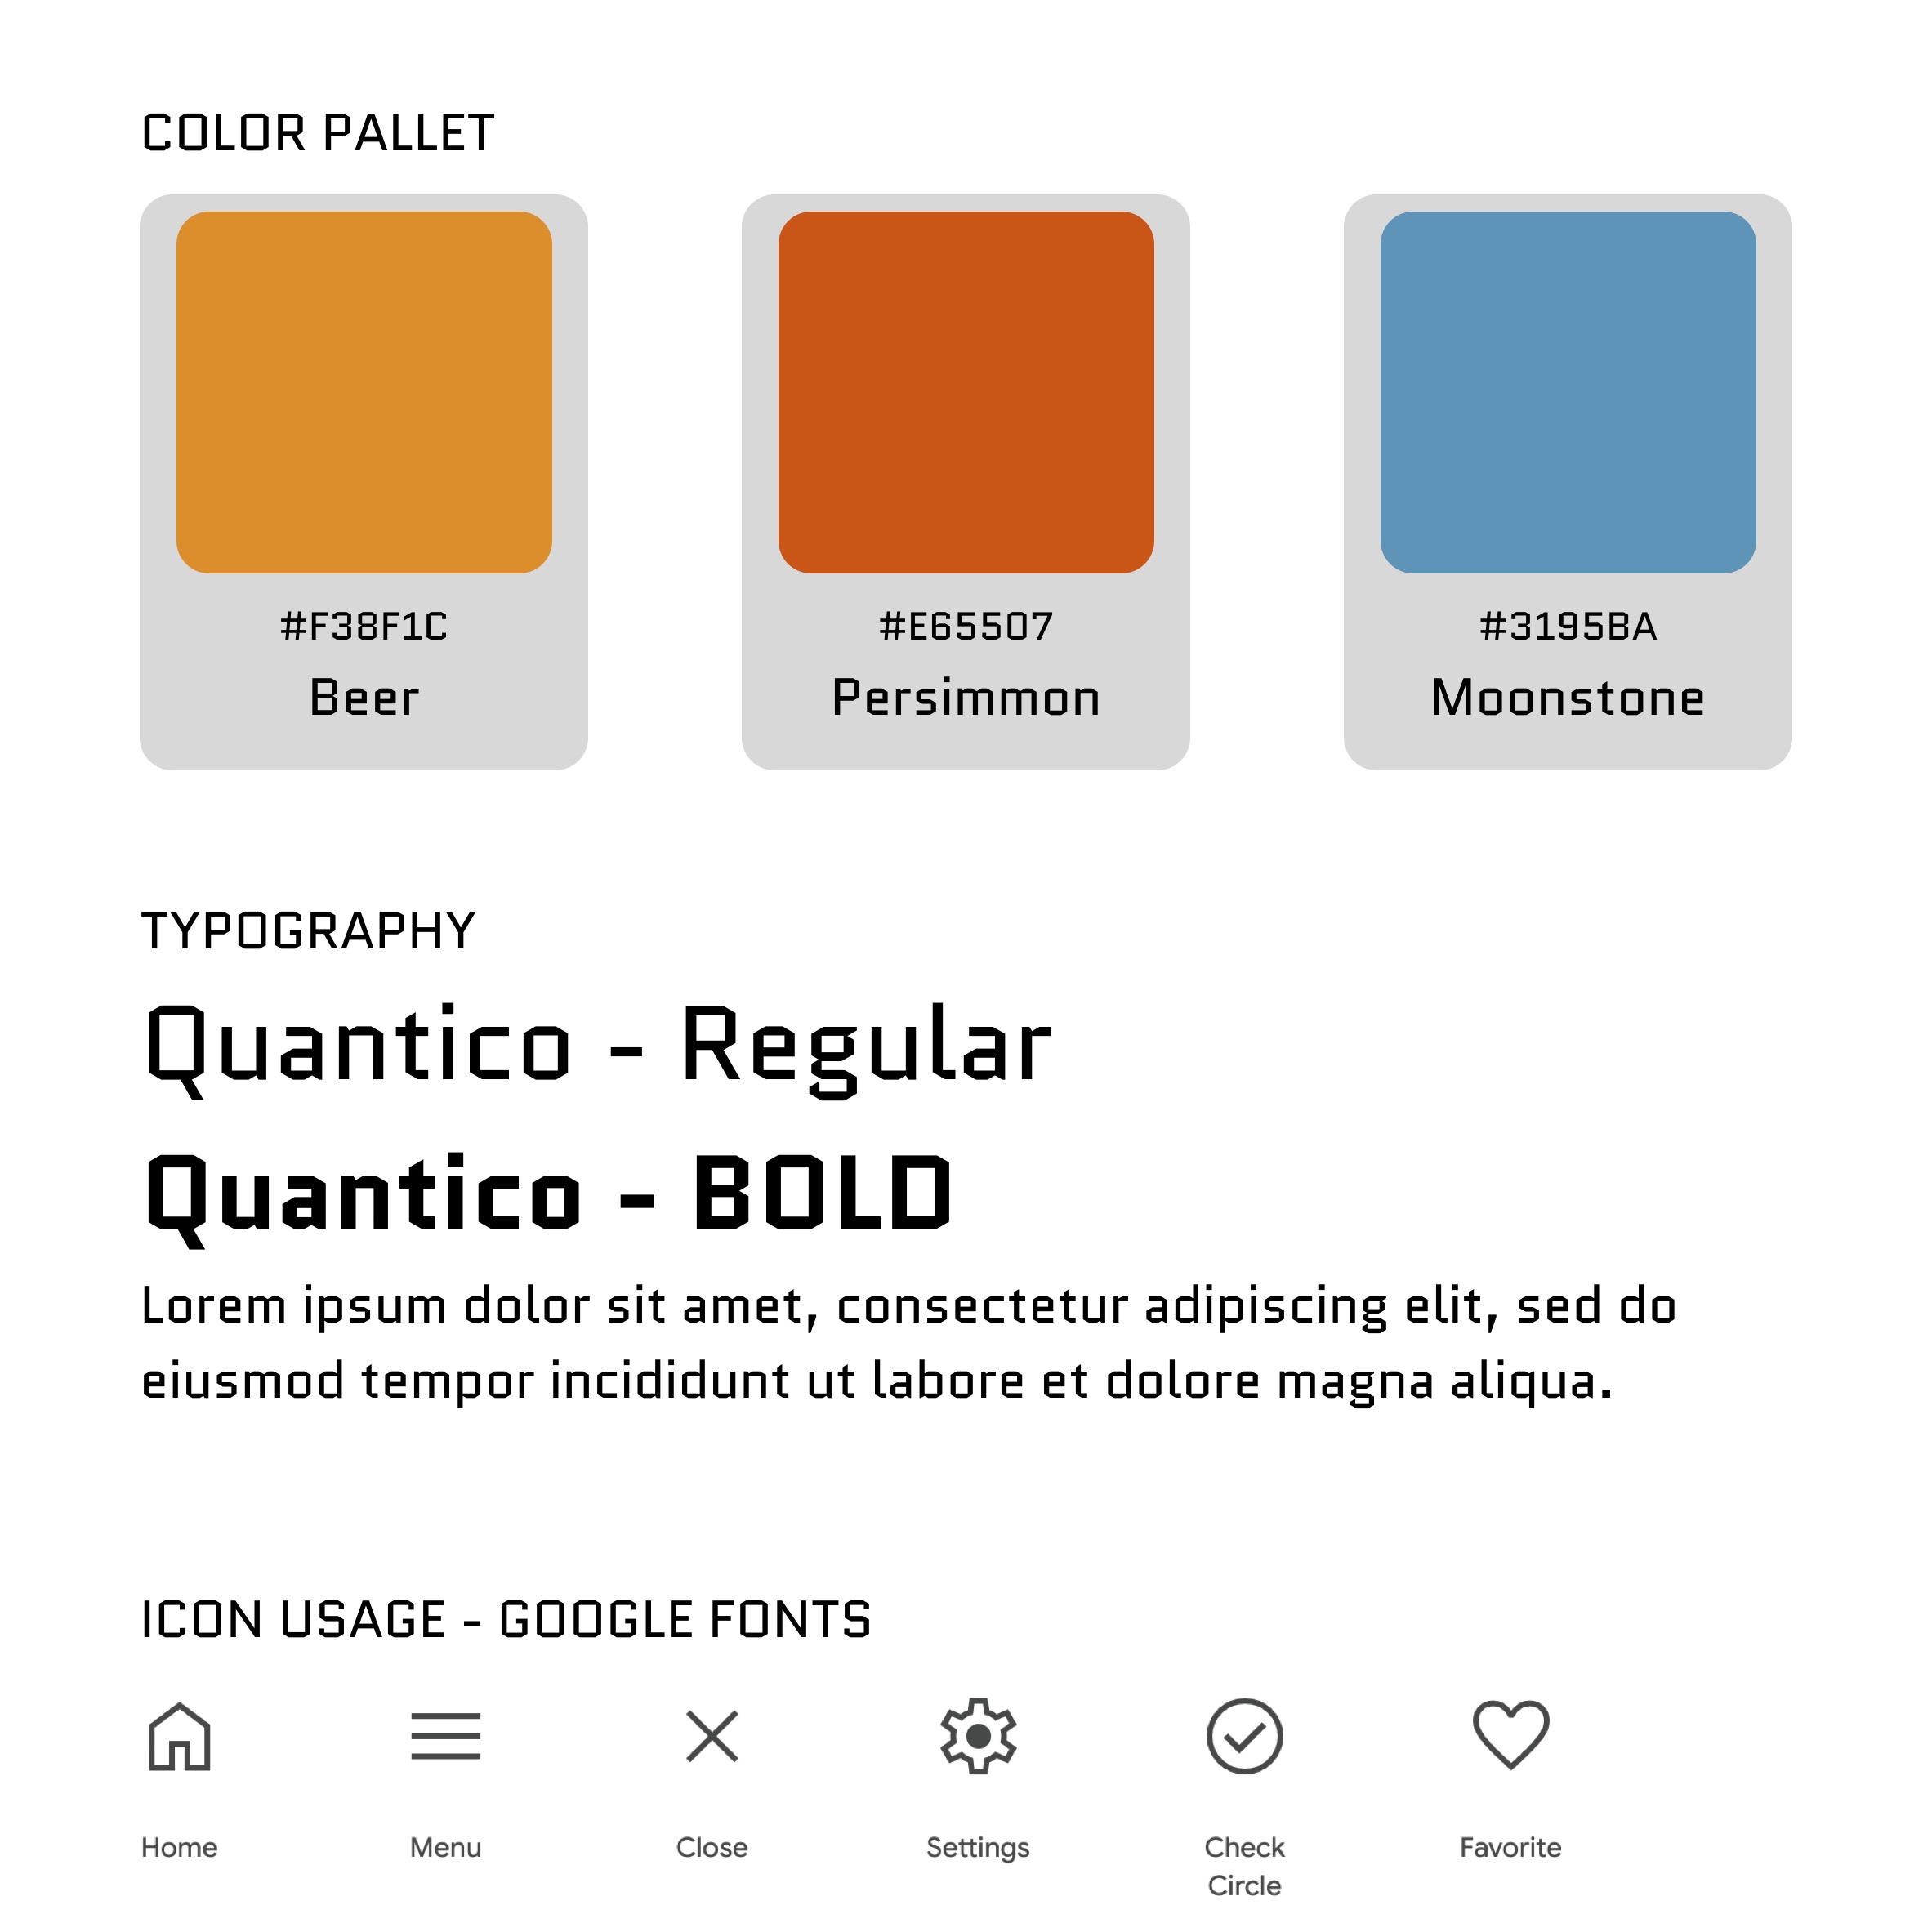 COLOR PALLET
#F38F1C
Beer
#E65507
Persimmon
#3195BA
Moonstone
TYPOGRAPHY
Quantico - Regular
Quantico - BOLD
Lorem ipsum dolor sit amet, consectetur adipiscing elit, sed do
eiusmod tempor incididunt ut labore et dolore magna aliqua.
ICON USAGE - GOOGLE FONTS
Home
Menu
Close
Settings
Check
Circle
Favorite